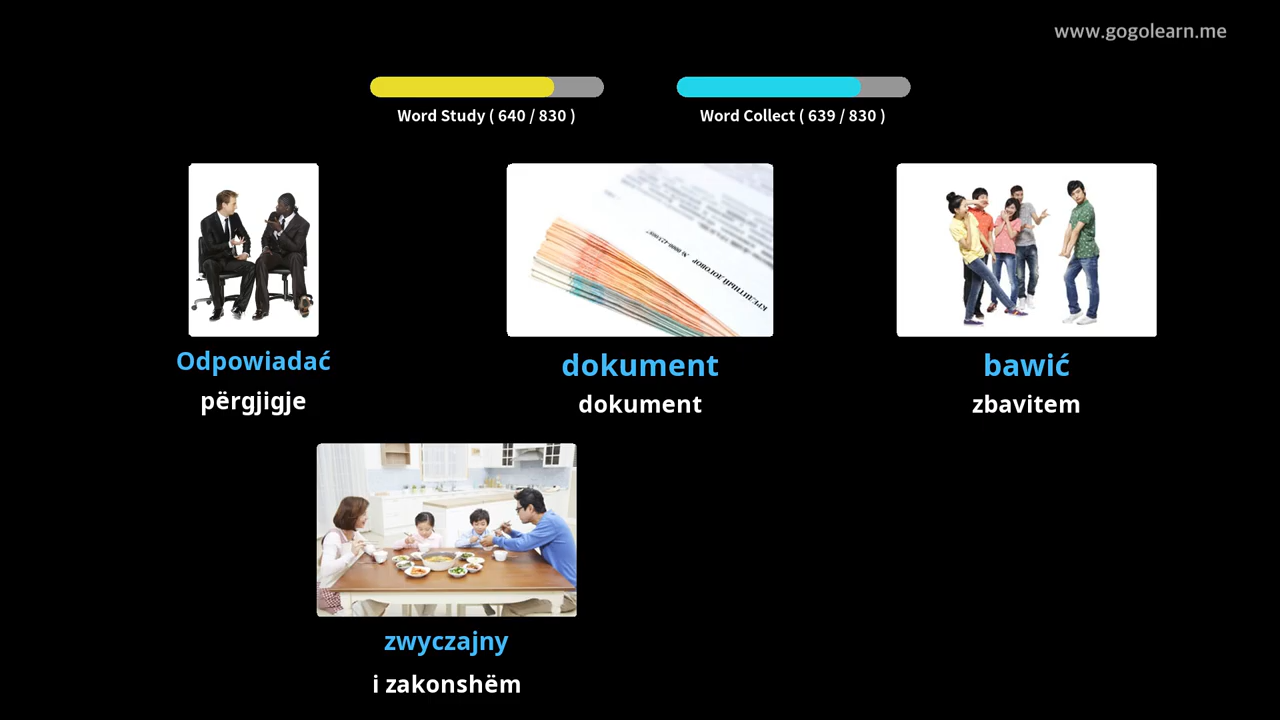 www.gogolearn.me
Word Study ( 640 / 830 )
Word Collect ( 639 / 830 )
Odpowiadać
përgjigje
dokument
dokument
bawić
zbavitem
zwyczajny
i zakonshëm